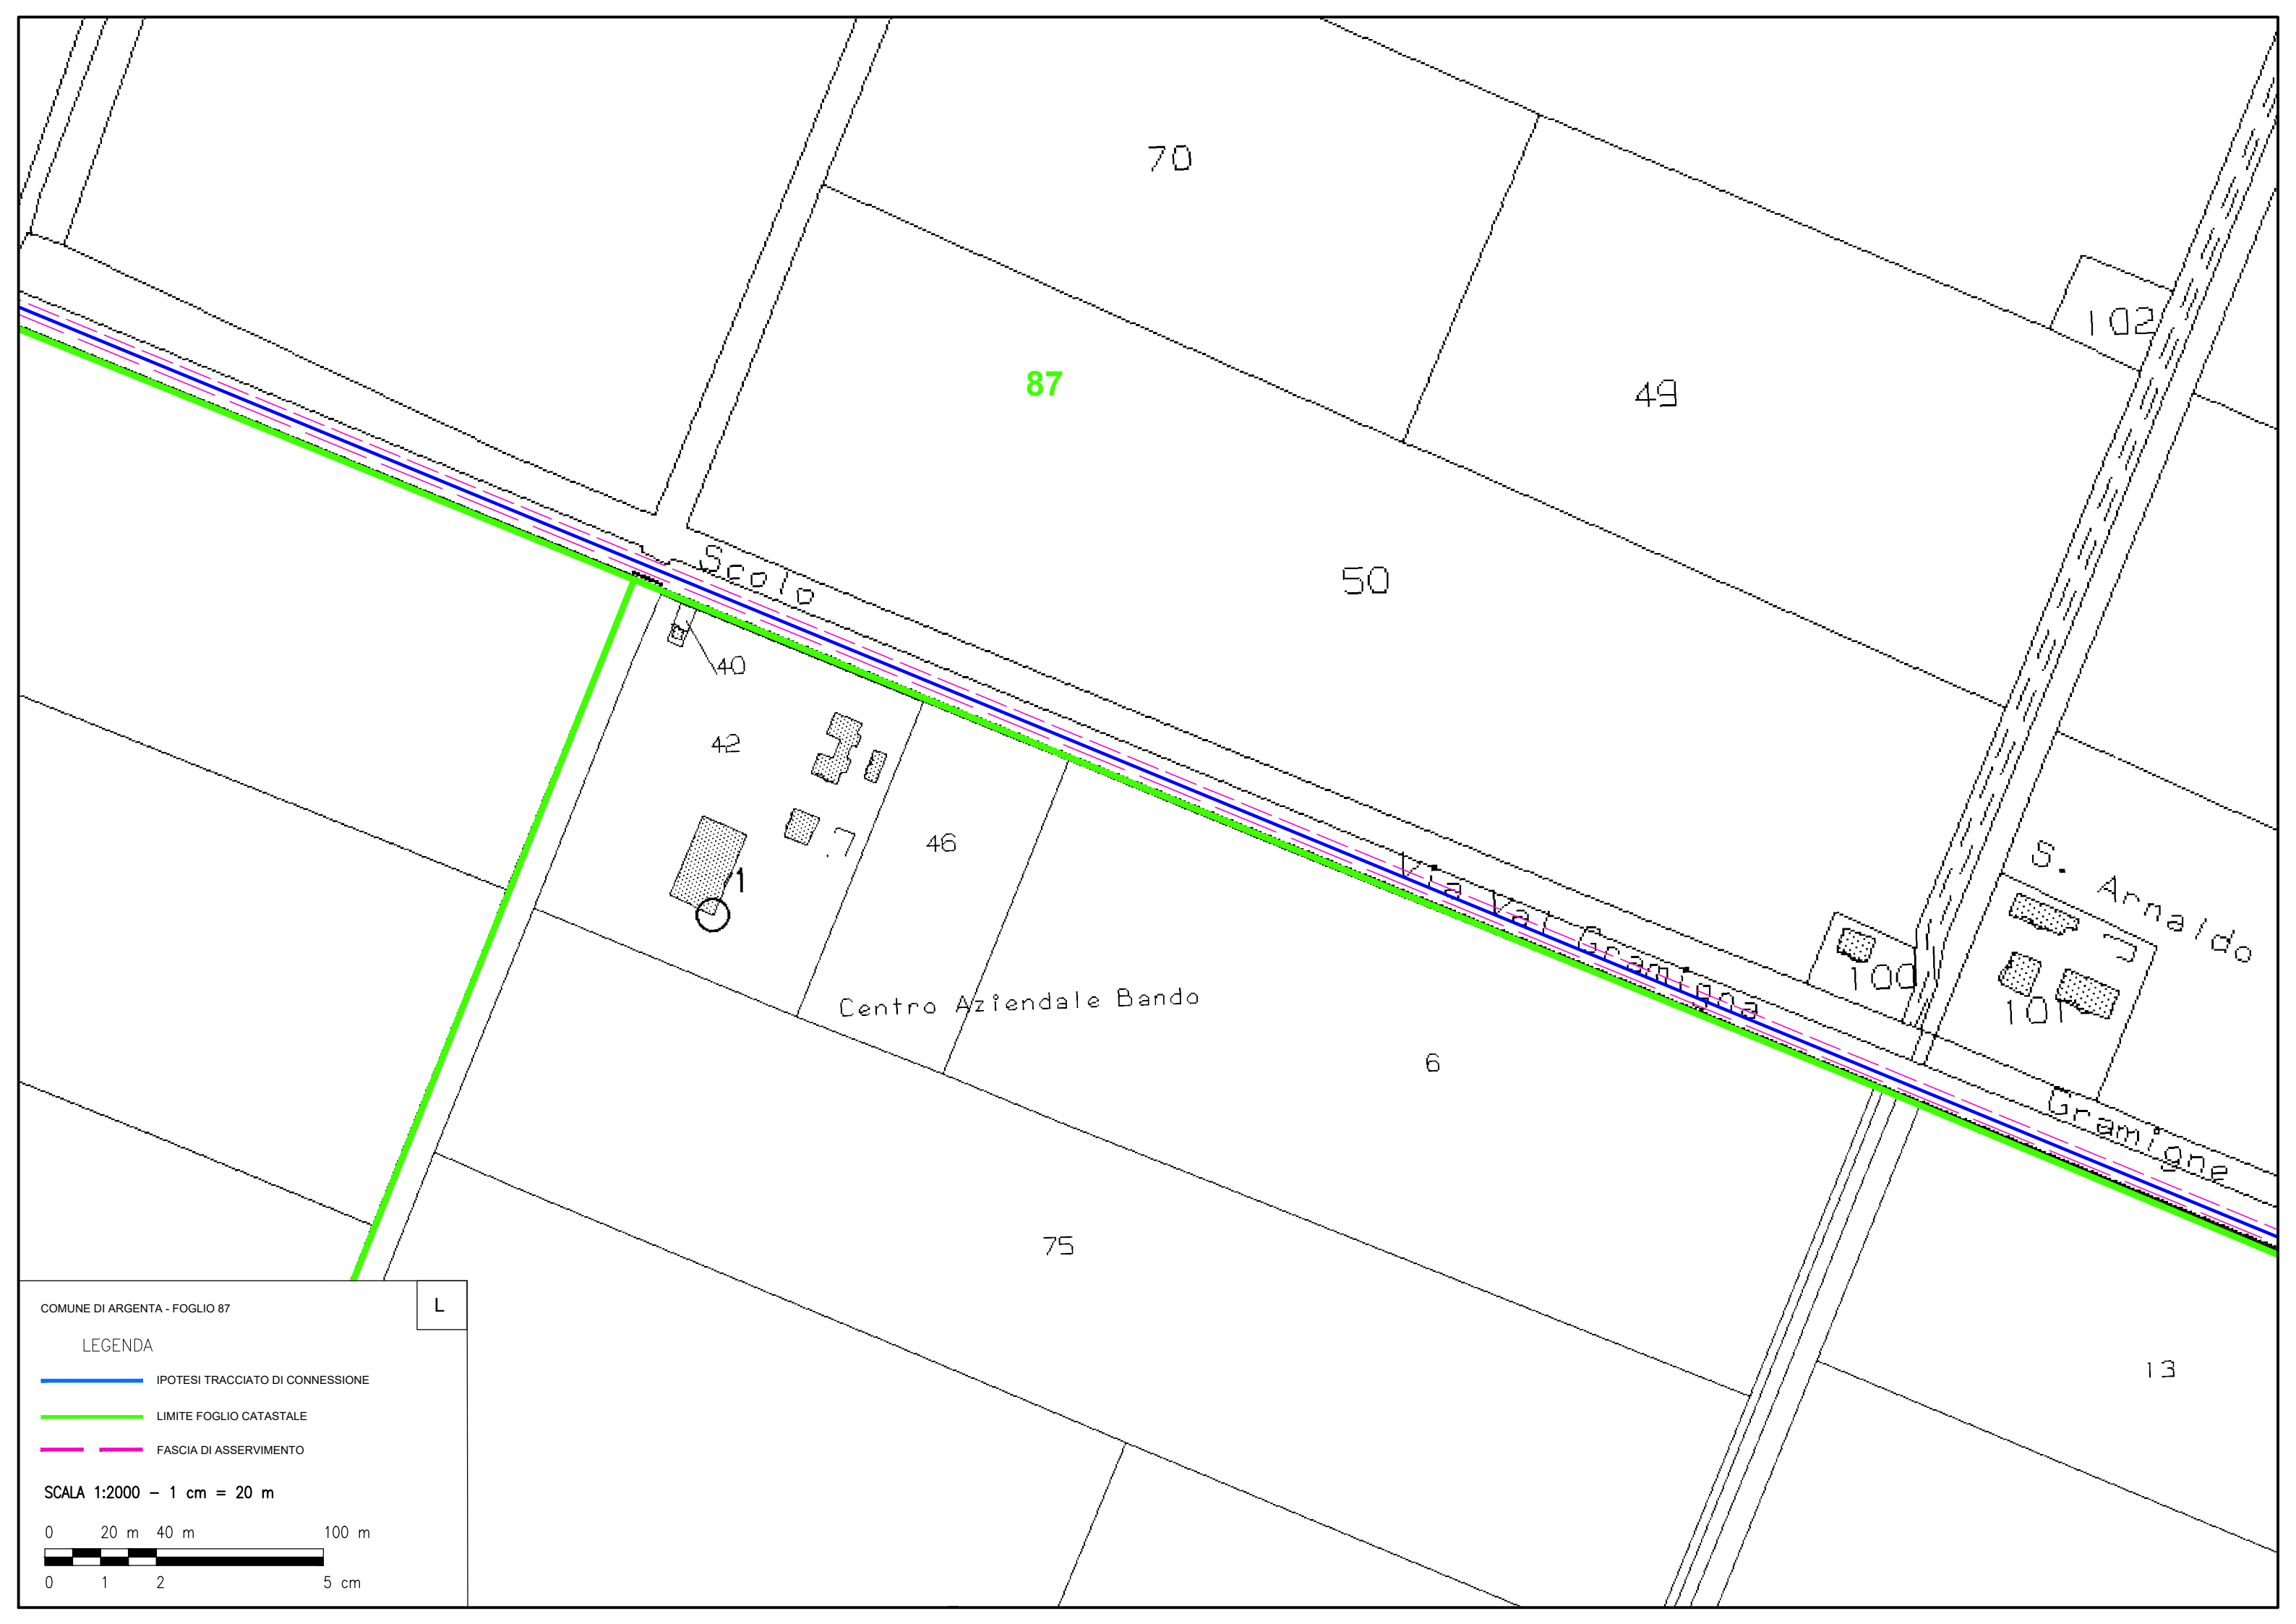 70
102
87
49
Scolo
50
40
42
46
1
Via Val Gramigna
S. Arnaldo
100
101
Centro Aziendale Bando
6
Gramigne
75
13
COMUNE DI ARGENTA - FOGLIO 87
L
LEGENDA
IPOTESI TRACCIATO DI CONNESSIONE
LIMITE FOGLIO CATASTALE
FASCIA DI ASSERVIMENTO
SCALA 1:2000 - 1 cm = 20 m
0 20 m 40 m 100 m
0 1 2 5 cm